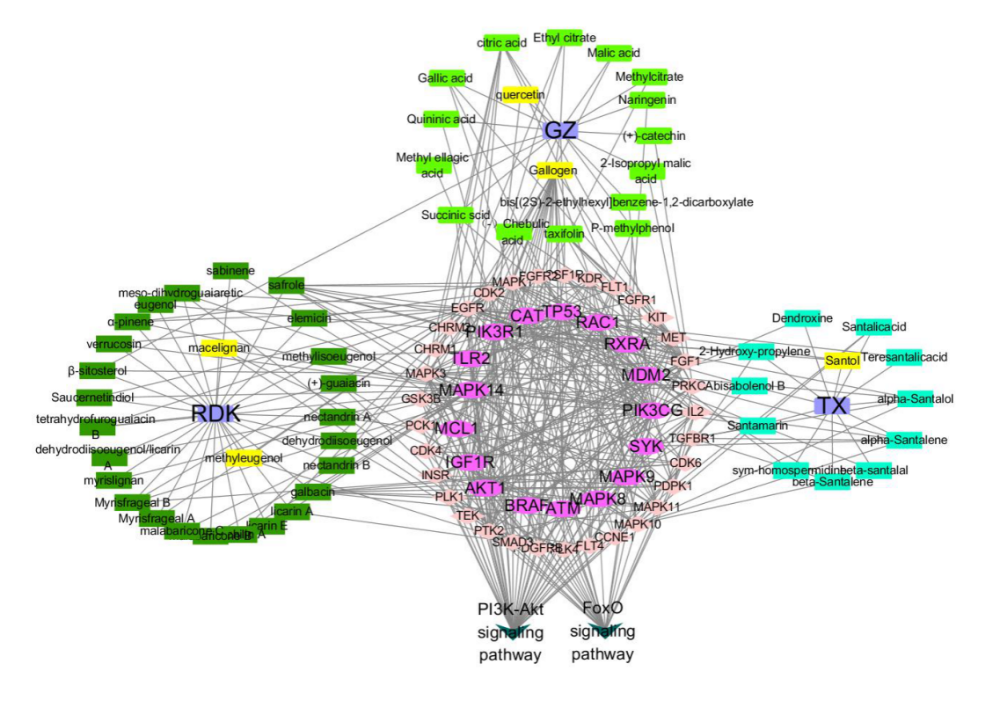 Ethyl citrate
citric acid
Malic acid
Gallic acid
Methylcitrate
quercetin
Naringenin
Quininic acid
GZ
(+)-catechin
Methyl ellagic
acid
Gallogen
2-Isopropyl malic
acid
bis[(2S)-2-ethylhexyl]benzene-1,2-dicarboxylate
Succinic scid
(-) Chebulic
acid
taxifolin
P-methylphenol
sabinene
safrole
meso-dihydroguaiaretic
eugenol
α-pinene
elemicin
verrucosin
macelignan
methylisoeugenol
β-sitosterol
(+)-guaiacin
Saucernetindiol
RDK
tetrahydrofuroguaiacin
B
nectandrin A
dehydrodiisoeugenol
dehydrodiisoeugenol/licarin
A
methyleugenol
nectandrin B
myrislignan
galbacin
Myrisfrageal B
Myrisfrageal A
licarin A
malabaricone C
MAPK1
FGFR2
KDR
FLT1
CDK2
FGFR1
EGFR
KIT
CHRM2
MET
CHRM1
FGF1
MAPK3
PRKCA
GSK3B
IL2
PCK1
TGFBR1
CDK4
CDK6
INSR
PDPK1
PLK1
MAPK11
TEK
MAPK10
PTK2
CCNE1
SMAD3
FLT4
CAT
TP53
RAC1
PIK3R1
RXRA
TLR2
MDM2
MAPK14
PIK3CG
MCL1
SYK
IGF1R
MAPK9
AKT1
MAPK8
BRAF
ATM
Dendroxine
Santalicacid
2-Hydroxy-propylene
Santol
Teresantalicacid
Abisabolenol B
alpha-Santalol
TX
Santamarin
alpha-Santalene
sym-homospermidine
beta-santalal
beta-Santalene
PI3K-Akt
signaling
pathway
FoxO
signaling
pathway